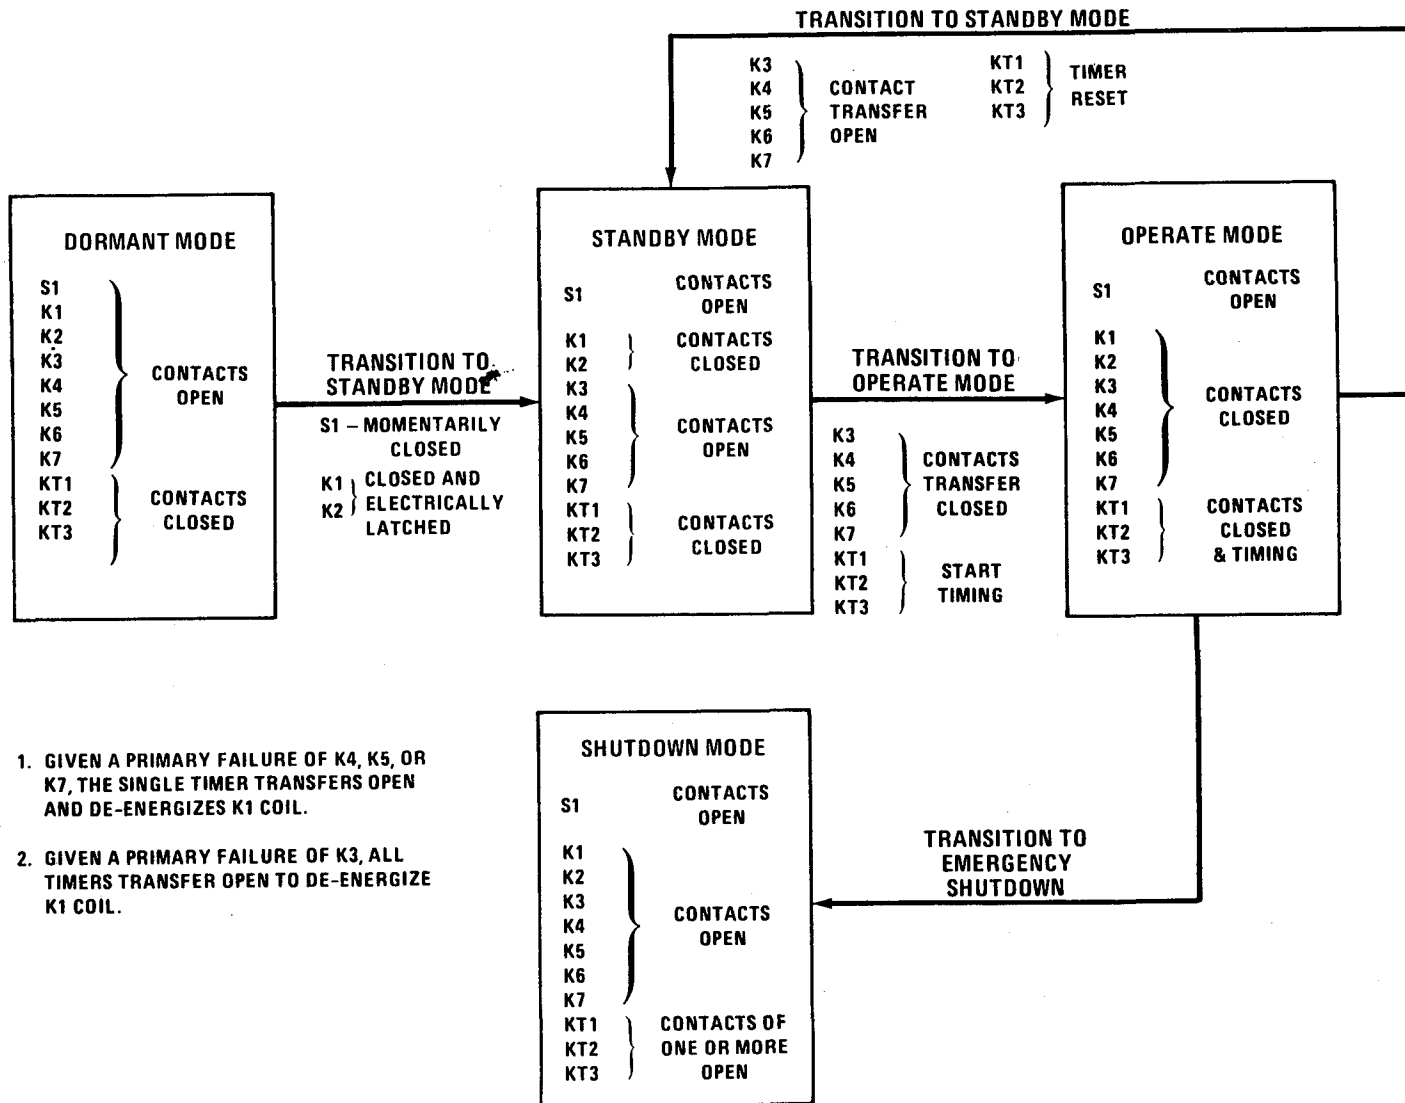 TRANSITION TO STANDBY MODE
K3
K4
K5
K6
K7
CONTACT
TRANSFER
OPEN
KT1
KT2
KT3
TIMER
RESET
DORMANT MODE
S1
K1
K2
K3
K4
K5
K6
K7
CONTACTS
OPEN
KT1
KT2
KT3
CONTACTS
CLOSED
TRANSITION TO
STANDBY MODE
S1 – MOMENTARILY
CLOSED
K1
K2
CLOSED AND
ELECTRICALLY
LATCHED
STANDBY MODE
S1
CONTACTS
OPEN
K1
K2
CONTACTS
CLOSED
K3
K4
K5
K6
K7
CONTACTS
OPEN
KT1
KT2
KT3
CONTACTS
CLOSED
TRANSITION TO
OPERATE MODE
K3
K4
K5
K6
K7
CONTACTS
TRANSFER
CLOSED
KT1
KT2
KT3
START
TIMING
OPERATE MODE
S1
CONTACTS
OPEN
K1
K2
K3
K4
K5
K6
K7
CONTACTS
CLOSED
KT1
KT2
KT3
CONTACTS
CLOSED
& TIMING
1. GIVEN A PRIMARY FAILURE OF K4, K5, OR
K7, THE SINGLE TIMER TRANSFERS OPEN
AND DE-ENERGIZES K1 COIL.
2. GIVEN A PRIMARY FAILURE OF K3, ALL
TIMERS TRANSFER OPEN TO DE-ENERGIZE
K1 COIL.
SHUTDOWN MODE
S1
CONTACTS
OPEN
K1
K2
K3
K4
K5
K6
K7
CONTACTS
OPEN
KT1
KT2
KT3
CONTACTS OF
ONE OR MORE
OPEN
TRANSITION TO
EMERGENCY
SHUTDOWN